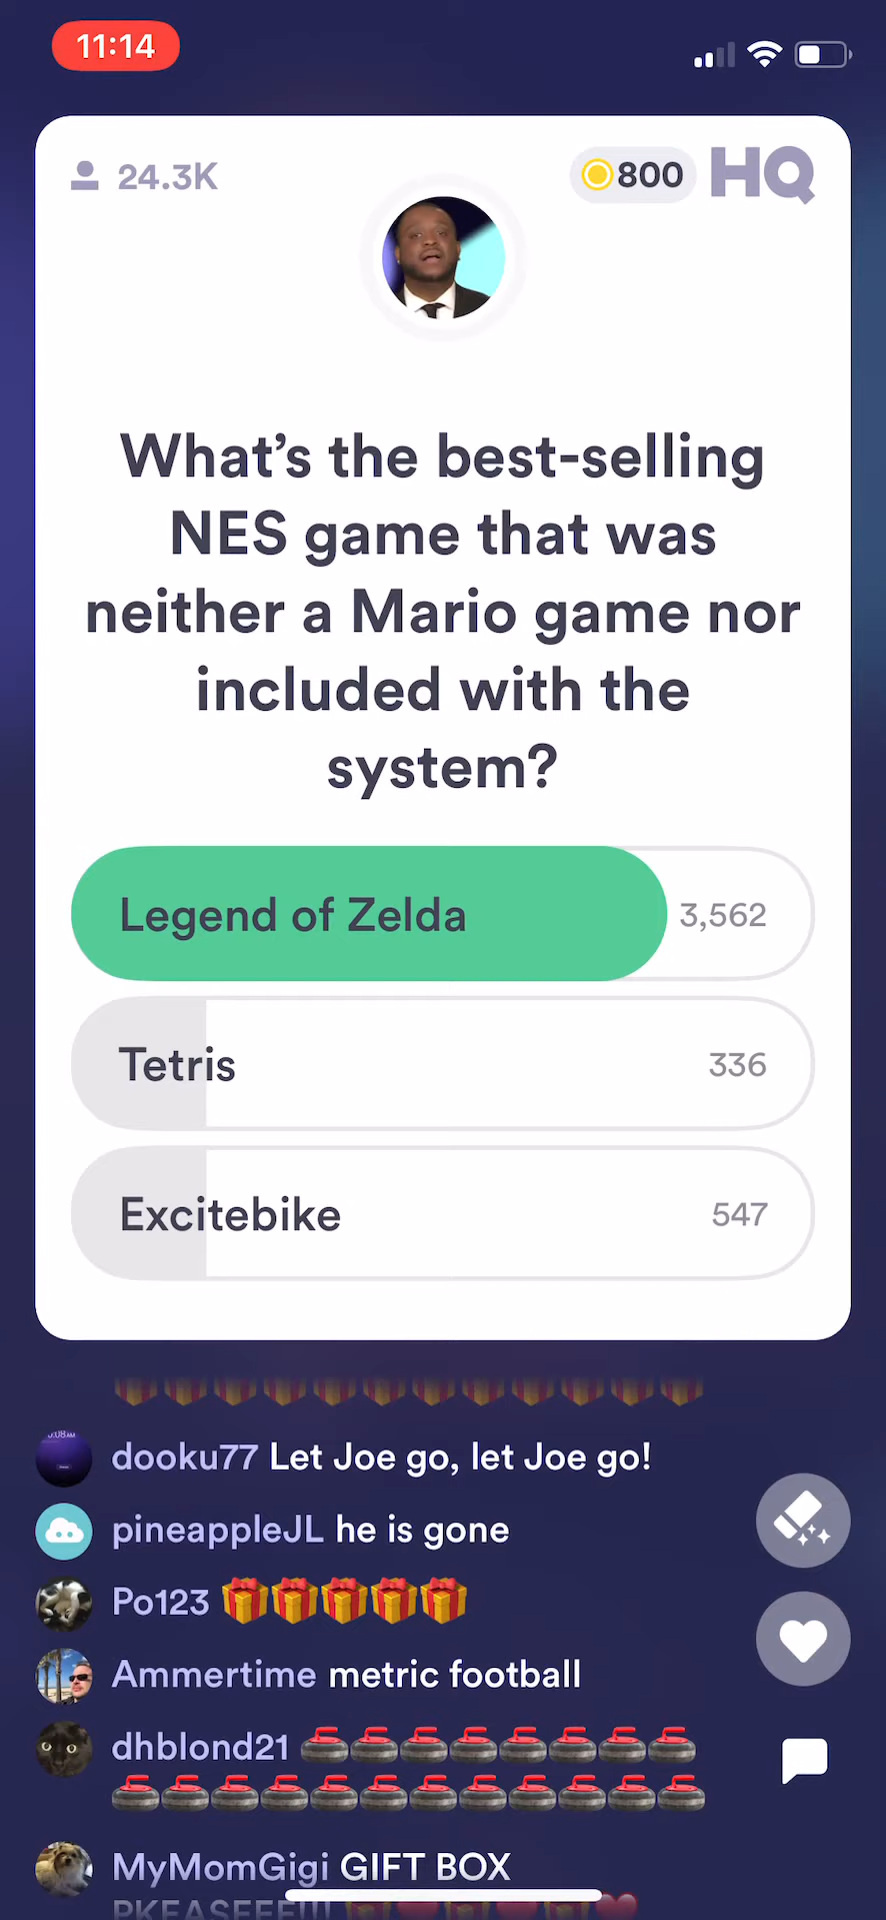 11:14
24.3K
800 HQ
What's the best-selling
NES game that was
neither a Mario game nor
included with the
system?
Legend of Zelda 3,562
Tetris 336
Excitebike 547
dooku77 Let Joe go, let Joe go!
pineappleJL he is gone
Po123 🎁🎁🎁🎁🎁
Ammertime metric football
dhblond21
MyMomGigi GIFT BOX
PKEASEEE!!!